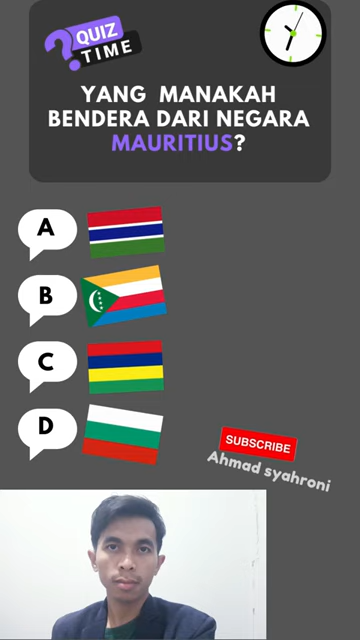 QUIZ
TIME
YANG MANAKAH
BENDERA DARI NEGARA
MAURITIUS?
A
B
C
D
SUBSCRIBE
Ahmad syahroni